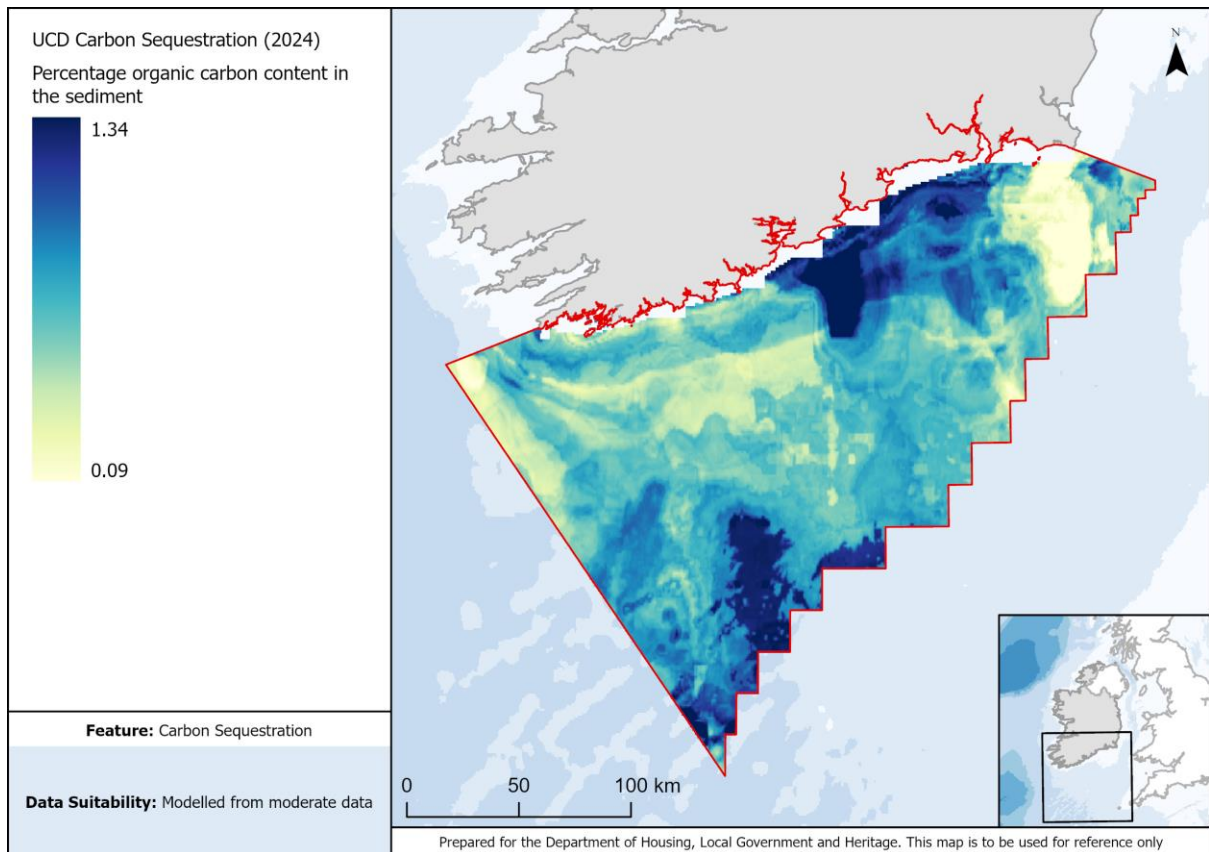 UCD Carbon Sequestration (2024)
Percentage organic carbon content in
the sediment
1.34
0.09
Feature: Carbon Sequestration
Data Suitability: Modelled from moderate data
N
0 50 100 km
Prepared for the Department of Housing, Local Government and Heritage. This map is to be used for reference only